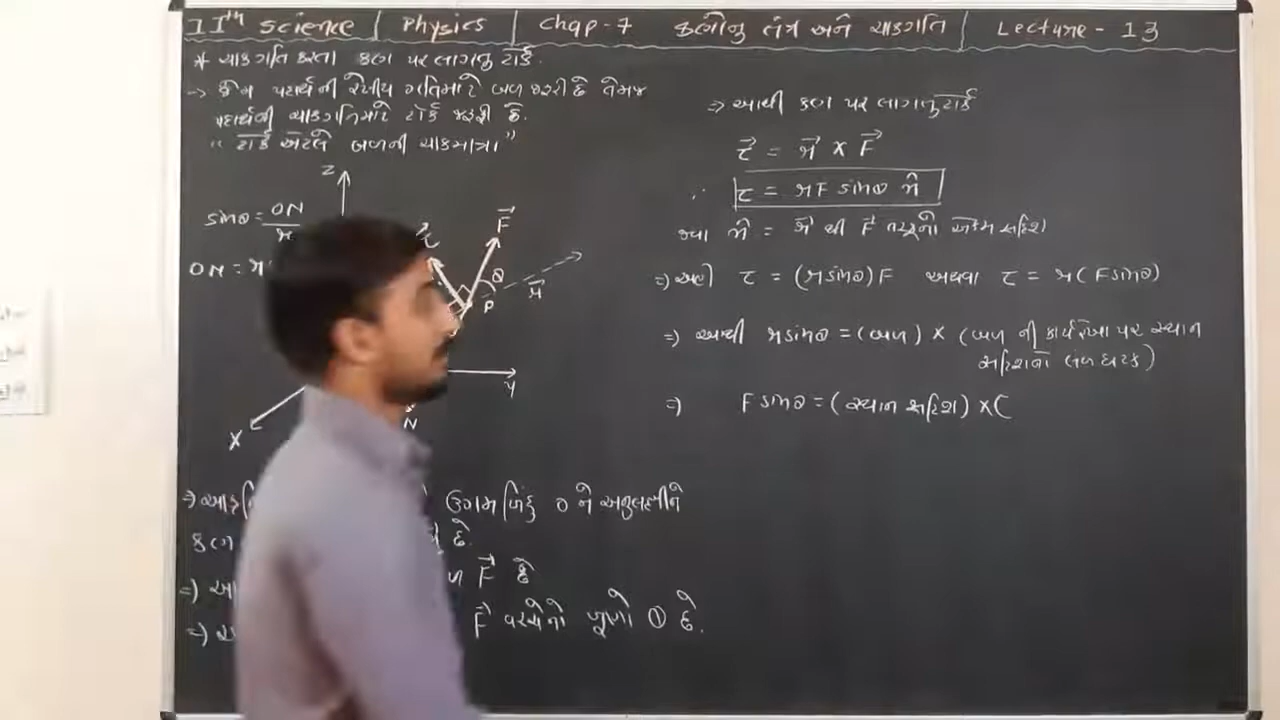 11th Science | Physics | Chap-7 કણોનું તંત્ર અને ચાકગતિ | Lecture - 13
* ચાકગતિ કરતા કણ પર લાગતું ટોર્ક.
→ કોઈ પદાર્થની રેખીય ગતિમાટે બળ જરૂરી છે તેમજ
પદાર્થની ચાકગતિમાટે ટોર્ક જરૂરી છે.
"ટોર્ક એટલે બળની ચાકમાત્રા"
Z
sinθ = ON
r
ON = r
F⃗
θ
P
r⃗
Y
N
X
ઉગમબિંદુ O ને અનુલક્ષીને
કણ
છે.
F⃗ છે
F⃗ વચ્ચેનો ખૂણો θ છે.
⇒ આથી કણ પર લાગતું ટોર્ક
τ⃗ = r⃗ × F⃗
∴ τ = rF sinθ n̂
જ્યાં n̂ = r⃗ થી F⃗ તરફનો એકમ સદિશ
⇒ અહીં τ = (r sinθ)F અથવા τ = r(F sinθ)
⇒ આથી r sinθ = (બળ) × (બળ ની કાર્યરેખા પર સ્થાન
સદિશનો લંબ ઘટક)
⇒ F sinθ = (સ્થાન સદિશ) × (